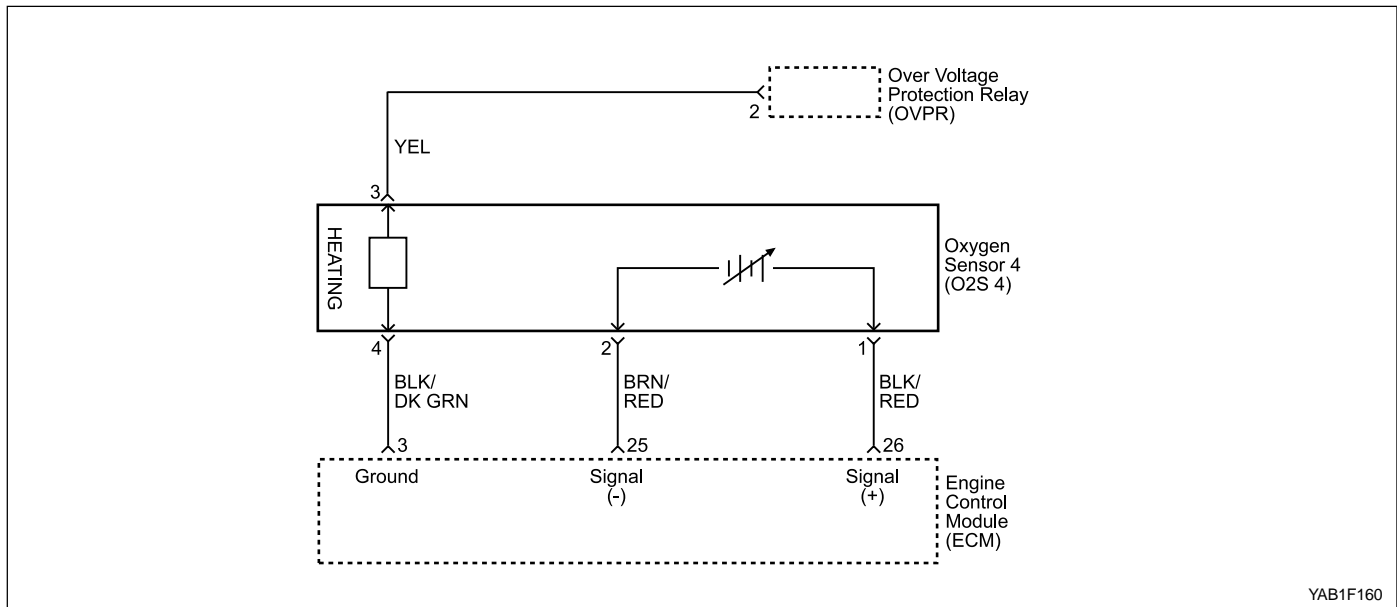 Over Voltage
Protection Relay
(OVPR)
2
YEL
3
HEATING
Oxygen
Sensor 4
(O2S 4)
4
2
1
BLK/
DK GRN
BRN/
RED
BLK/
RED
3
25
26
Ground
Signal
(-)
Signal
(+)
Engine
Control
Module
(ECM)
YAB1F160